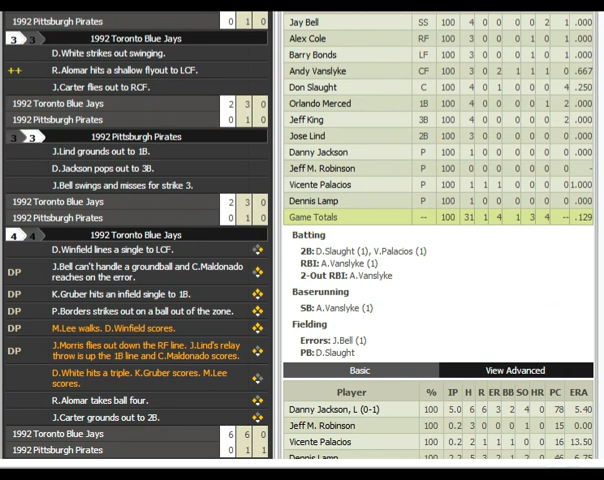 1992 Pittsburgh Pirates 0 1 0
3 3 1992 Toronto Blue Jays
D.White strikes out swinging.
++ R.Alomar hits a shallow flyout to LCF.
J.Carter flies out to RCF.
1992 Toronto Blue Jays 2 3 0
1992 Pittsburgh Pirates 0 1 0
3 3 1992 Pittsburgh Pirates
J.Lind grounds out to 1B.
D.Jackson pops out to 3B.
J.Bell swings and misses for strike 3.
1992 Toronto Blue Jays 2 3 0
1992 Pittsburgh Pirates 0 1 0
4 4 1992 Toronto Blue Jays
D.Winfield lines a single to LCF.
DP J.Bell can't handle a groundball and C.Maldonado
reaches on the error.
DP K.Gruber hits an infield single to 1B.
DP P.Borders strikes out on a ball out of the zone.
DP M.Lee walks. D.Winfield scores.
DP J.Morris flies out down the RF line. J.Lind's relay
throw is up the 1B line and C.Maldonado scores.
D.White hits a triple. K.Gruber scores. M.Lee
scores.
R.Alomar takes ball four.
J.Carter grounds out to 2B.
1992 Toronto Blue Jays 6 6 0
1992 Pittsburgh Pirates 0 1 1
Jay Bell SS 100 4 0 0 0 0 2 1 .000
Alex Cole RF 100 3 0 0 0 1 0 1 .000
Barry Bonds LF 100 3 0 0 0 1 0 0 .000
Andy Vanslyke CF 100 3 0 2 1 1 1 0 .667
Don Slaught C 100 4 0 1 0 0 0 4 .250
Orlando Merced 1B 100 4 0 0 0 0 1 2 .000
Jeff King 3B 100 4 0 0 0 0 0 2 .000
Jose Lind 2B 100 3 0 0 0 0 0 1 .000
Danny Jackson P 100 1 0 0 0 0 0 0 .000
Jeff M. Robinson P 100 0 0 0 0 0 0 0 -
Vicente Palacios P 100 1 1 1 0 0 0 0 1.000
Dennis Lamp P 100 1 0 0 0 0 0 0 .000
Game Totals -- 100 31 1 4 1 3 4 -- .129
Batting
2B: D.Slaught (1), V.Palacios (1)
RBI: A.Vanslyke (1)
2-Out RBI: A.Vanslyke
Baserunning
SB: A.Vanslyke (1)
Fielding
Errors: J.Bell (1)
PB: D.Slaught
Basic View Advanced
Player % IP H R ER BB SO HR PC ERA
Danny Jackson, L (0-1) 100 5.0 6 6 3 2 4 0 78 5.40
Jeff M. Robinson 100 0.2 3 0 0 0 1 0 15 0.00
Vicente Palacios 100 0.2 2 1 1 1 0 16 13.50
Dennis Lamp 100 2.2 5 3 2 1 2 0 46 6.75